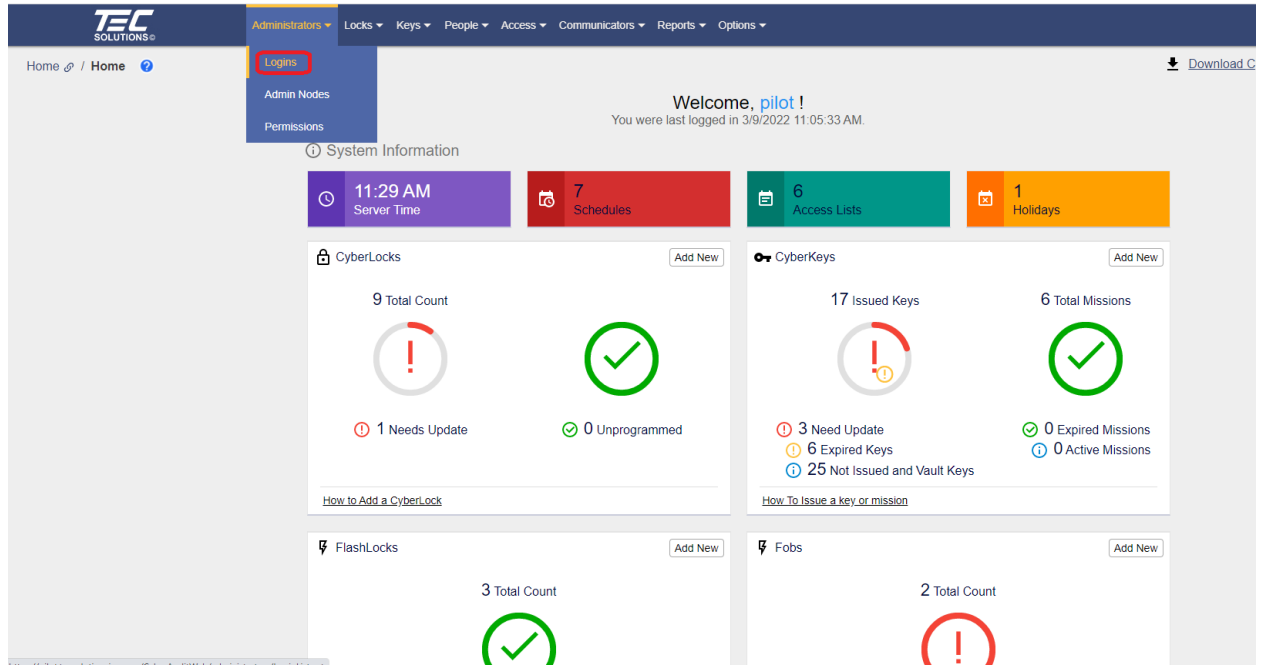 TEC
SOLUTIONS©
Administrators Locks Keys People Access Communicators Reports Options
Logins
Admin Nodes
Permissions
Home / Home ?
Download C
Welcome, pilot !
You were last logged in 3/9/2022 11:05:33 AM.
System Information
11:29 AM
Server Time
7
Schedules
6
Access Lists
1
Holidays
CyberLocks Add New
9 Total Count
1 Needs Update
0 Unprogrammed
How to Add a CyberLock
CyberKeys Add New
17 Issued Keys
6 Total Missions
3 Need Update
6 Expired Keys
25 Not Issued and Vault Keys
0 Expired Missions
0 Active Missions
How To Issue a key or mission
FlashLocks Add New
3 Total Count
Fobs Add New
2 Total Count